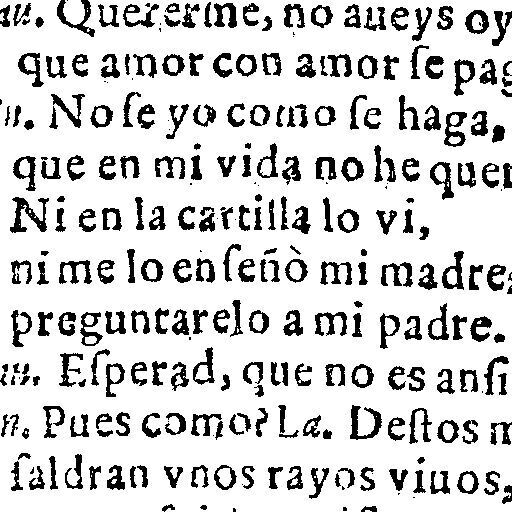 au. Quererme, no aueys oy
que amor con amor ſe pag
in. No ſe yo como ſe haga,
que en mi vida no he quer
Ni en la cartilla lo vi,
ni me lo enſeñò mi madre,
preguntarelo a mi padre.
au. Eſperad, que no es anſi
n. Pues como? La. Deſtos m
ſaldran vnos rayos viuos,